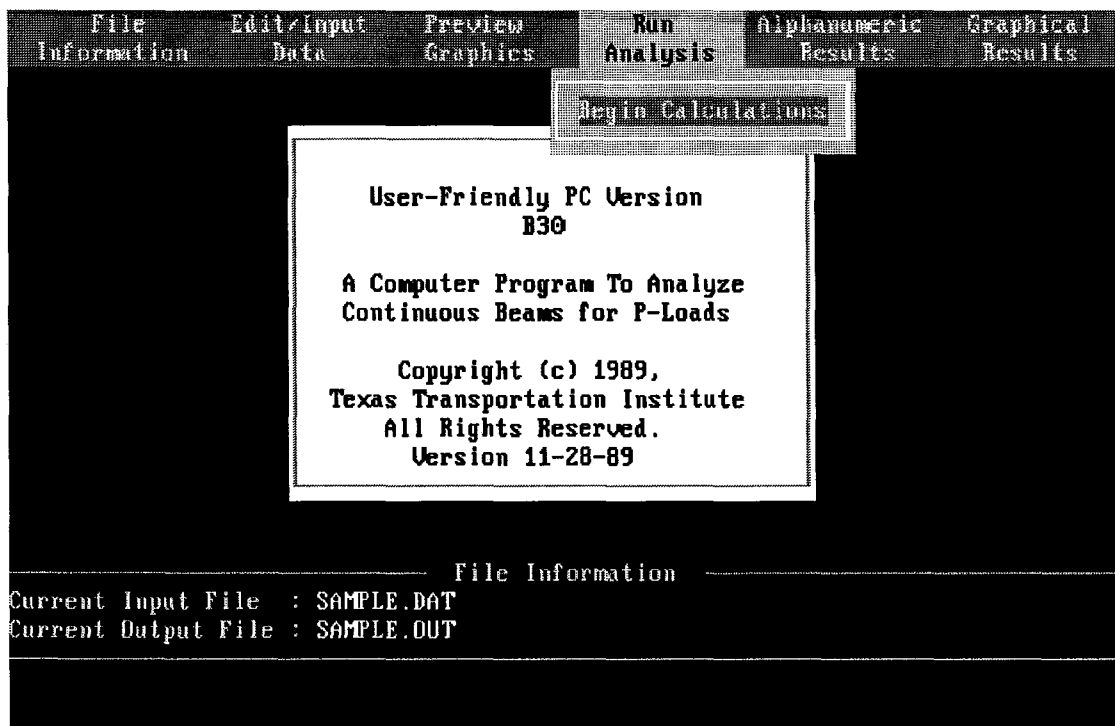 File Edit/Input Preview Run Alphanumeric Graphical
Information Data Graphics Analysis Results Results
Begin Calculations
User-Friendly PC Version
B30
A Computer Program To Analyze
Continuous Beams for P-Loads
Copyright (c) 1989,
Texas Transportation Institute
All Rights Reserved.
Version 11-28-89
File Information
Current Input File : SAMPLE.DAT
Current Output File : SAMPLE.OUT